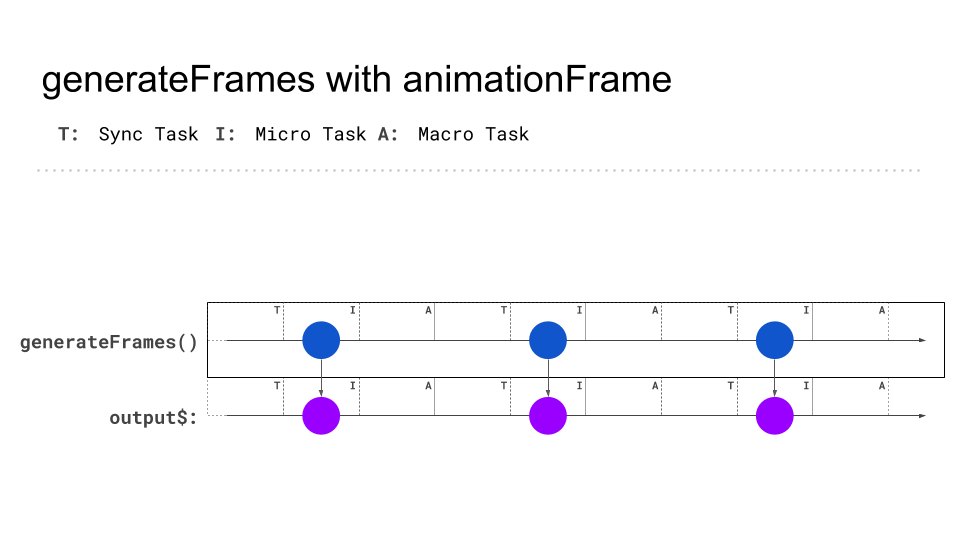 generateFrames with animationFrame
T: Sync Task I: Micro Task A: Macro Task
T I A T I A T I A
generateFrames()
T I A T I A T I A
output$: